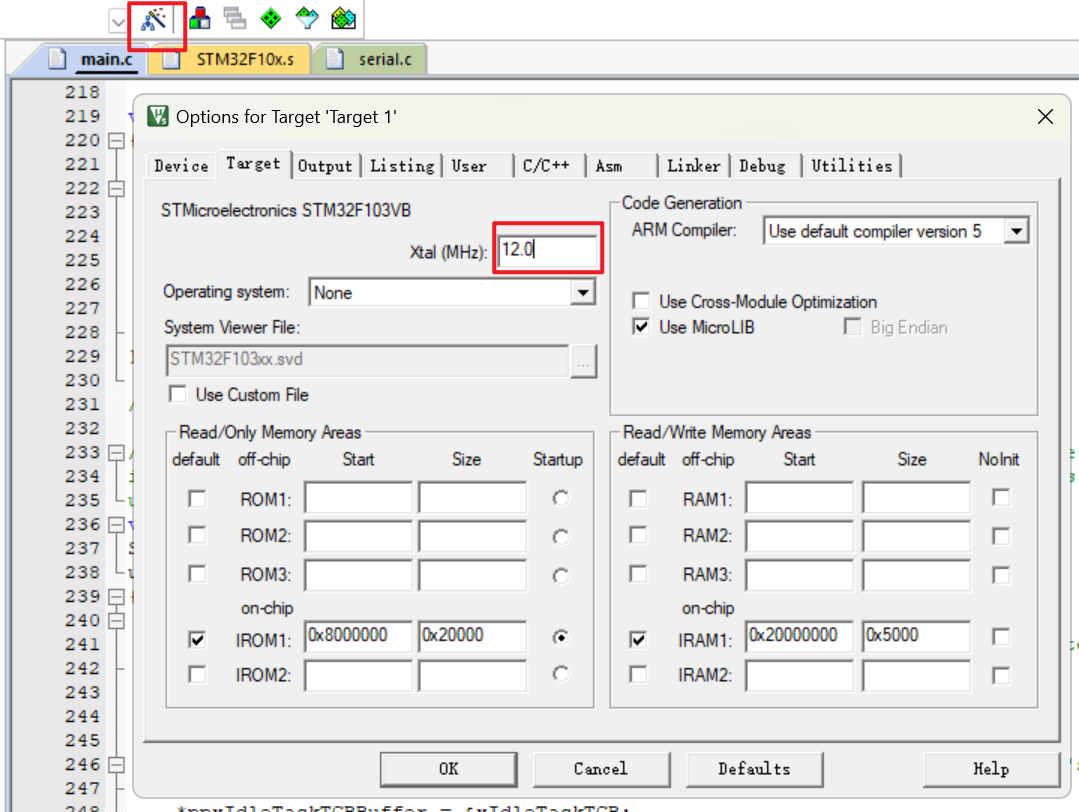 main.c STM32F10x.s serial.c
218
219
220
221
222
223
224
225
226
227
228
229
230
231
232
233
234
235
236
237
238
239
240
241
242
243
244
245
246
247
248
Options for Target 'Target 1'
Device Target Output Listing User C/C++ Asm Linker Debug Utilities
STMicroelectronics STM32F103VB
Xtal (MHz): 12.0
Operating system: None
System Viewer File:
STM32F103xx.svd ...
Use Custom File
Code Generation
ARM Compiler: Use default compiler version 5
Use Cross-Module Optimization
Use MicroLIB Big Endian
Read/Only Memory Areas
default off-chip Start Size Startup
ROM1:
ROM2:
ROM3:
on-chip
IROM1: 0x8000000 0x20000
IROM2:
Read/Write Memory Areas
default off-chip Start Size NoInit
RAM1:
RAM2:
RAM3:
on-chip
IRAM1: 0x20000000 0x5000
IRAM2:
OK Cancel Defaults Help
*ppxIdleTaskTCBBuffer = &xIdleTaskTCB;